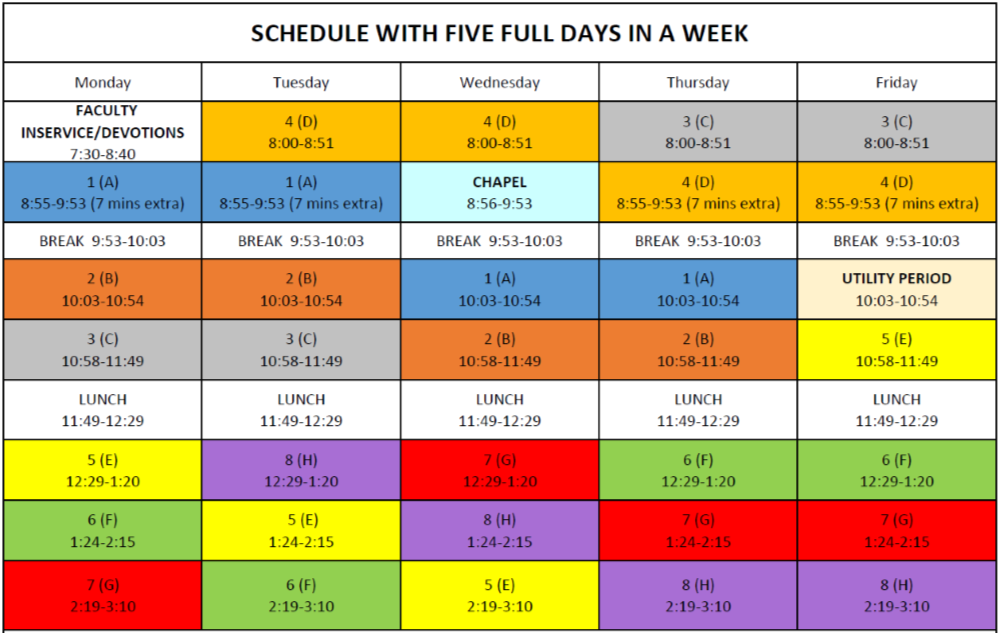 SCHEDULE WITH FIVE FULL DAYS IN A WEEK
Monday Tuesday Wednesday Thursday Friday
FACULTY
INSERVICE/DEVOTIONS
7:30-8:40
4 (D)
8:00-8:51
4 (D)
8:00-8:51
3 (C)
8:00-8:51
3 (C)
8:00-8:51
1 (A)
8:55-9:53 (7 mins extra)
1 (A)
8:55-9:53 (7 mins extra)
CHAPEL
8:56-9:53
4 (D)
8:55-9:53 (7 mins extra)
4 (D)
8:55-9:53 (7 mins extra)
BREAK 9:53-10:03
BREAK 9:53-10:03
BREAK 9:53-10:03
BREAK 9:53-10:03
BREAK 9:53-10:03
2 (B)
10:03-10:54
2 (B)
10:03-10:54
1 (A)
10:03-10:54
1 (A)
10:03-10:54
UTILITY PERIOD
10:03-10:54
3 (C)
10:58-11:49
3 (C)
10:58-11:49
2 (B)
10:58-11:49
2 (B)
10:58-11:49
5 (E)
10:58-11:49
LUNCH
11:49-12:29
LUNCH
11:49-12:29
LUNCH
11:49-12:29
LUNCH
11:49-12:29
LUNCH
11:49-12:29
5 (E)
12:29-1:20
8 (H)
12:29-1:20
7 (G)
12:29-1:20
6 (F)
12:29-1:20
6 (F)
12:29-1:20
6 (F)
1:24-2:15
5 (E)
1:24-2:15
8 (H)
1:24-2:15
7 (G)
1:24-2:15
7 (G)
1:24-2:15
7 (G)
2:19-3:10
6 (F)
2:19-3:10
5 (E)
2:19-3:10
8 (H)
2:19-3:10
8 (H)
2:19-3:10